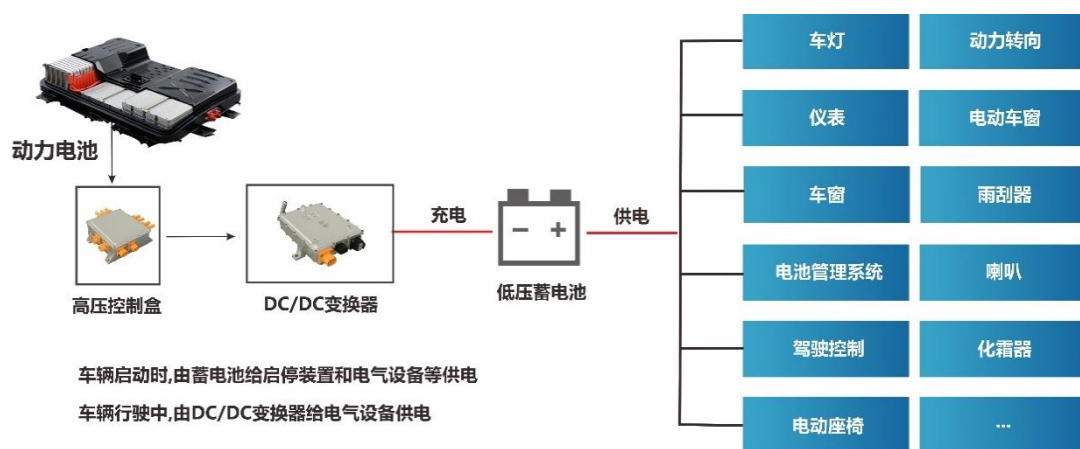 车灯 动力转向
仪表 电动车窗
动力电池
车窗 雨刮器
充电 供电
电池管理系统 喇叭
高压控制盒 DC/DC变换器 低压蓄电池
驾驶控制 化霜器
车辆启动时,由蓄电池给启停装置和电气设备等供电
车辆行驶中,由DC/DC变换器给电气设备供电
电动座椅 ...